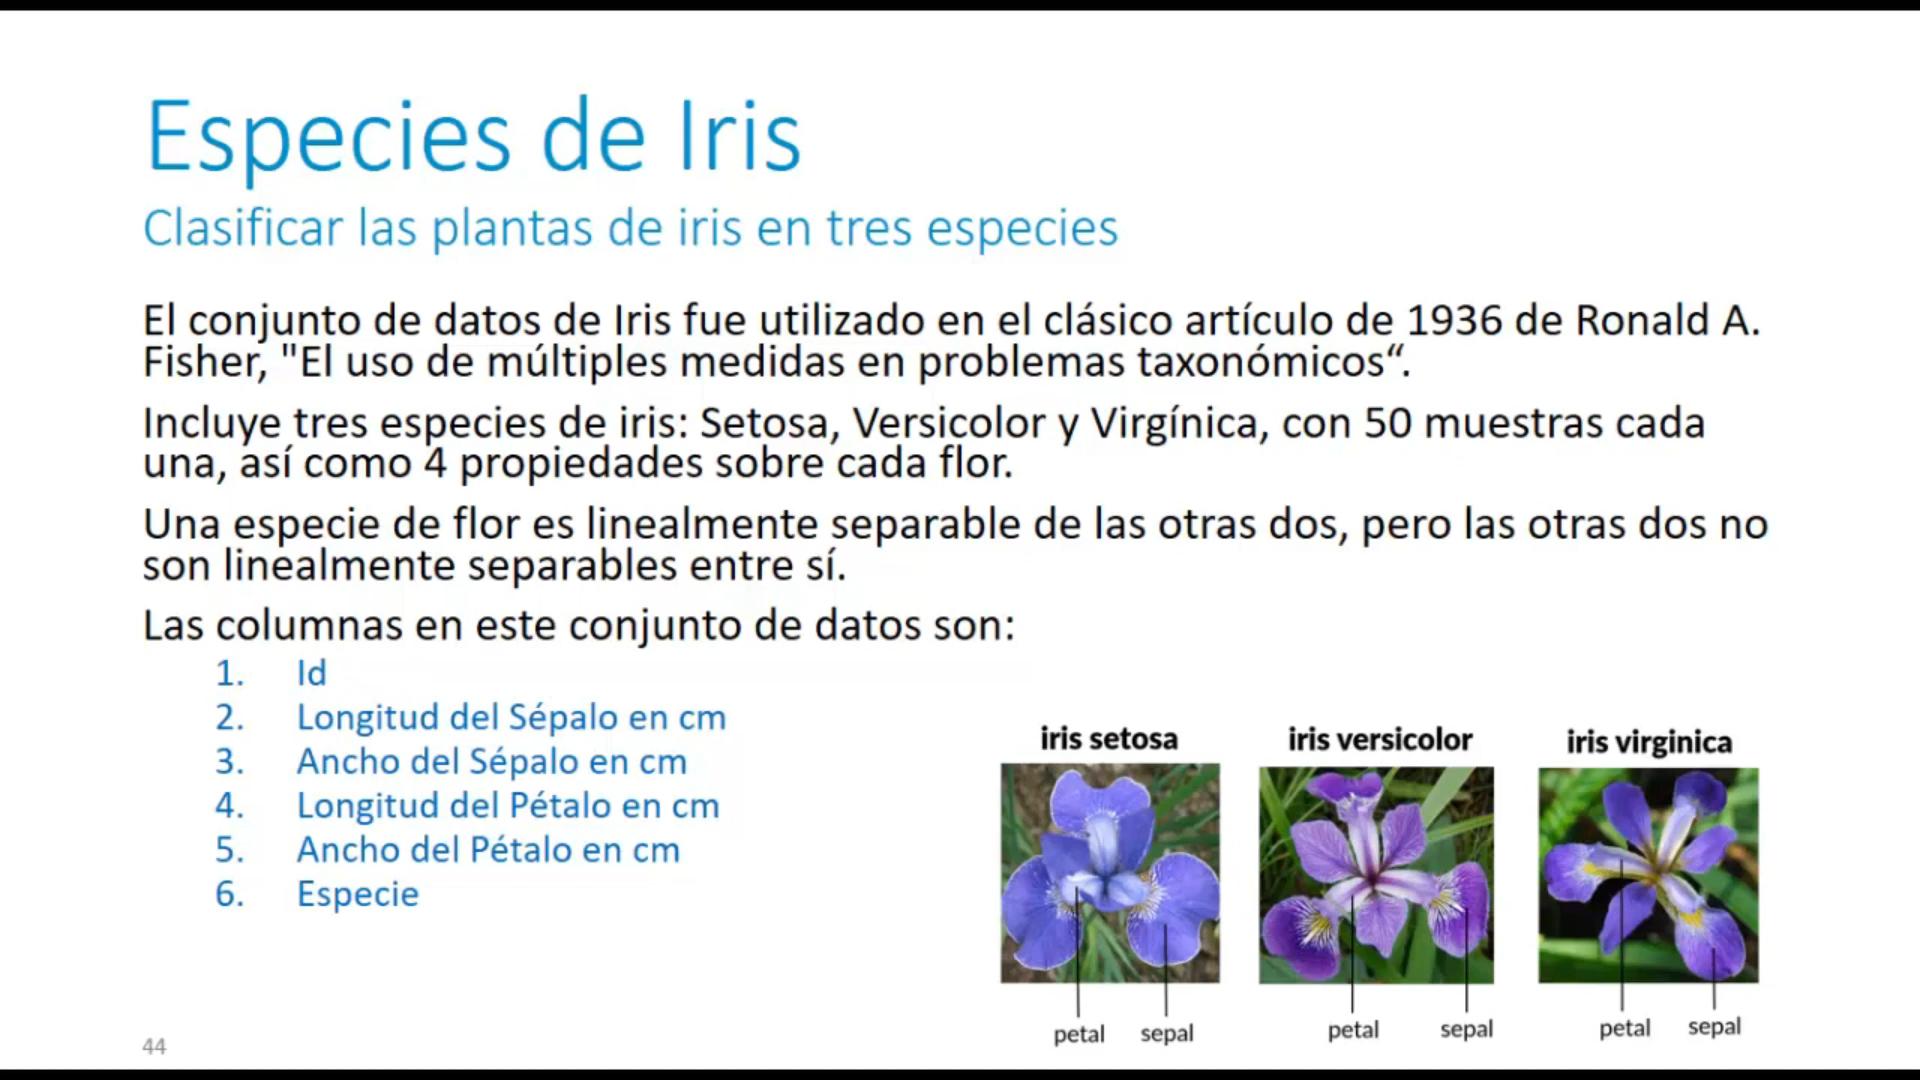 Especies de Iris
Clasificar las plantas de iris en tres especies
El conjunto de datos de Iris fue utilizado en el clásico artículo de 1936 de Ronald A.
Fisher, "El uso de múltiples medidas en problemas taxonómicos“.
Incluye tres especies de iris: Setosa, Versicolor y Virgínica, con 50 muestras cada
una, así como 4 propiedades sobre cada flor.
Una especie de flor es linealmente separable de las otras dos, pero las otras dos no
son linealmente separables entre sí.
Las columnas en este conjunto de datos son:
1. Id
2. Longitud del Sépalo en cm
3. Ancho del Sépalo en cm
4. Longitud del Pétalo en cm
5. Ancho del Pétalo en cm
6. Especie
iris setosa
iris versicolor
iris virginica
petal sepal
petal sepal
petal sepal
44